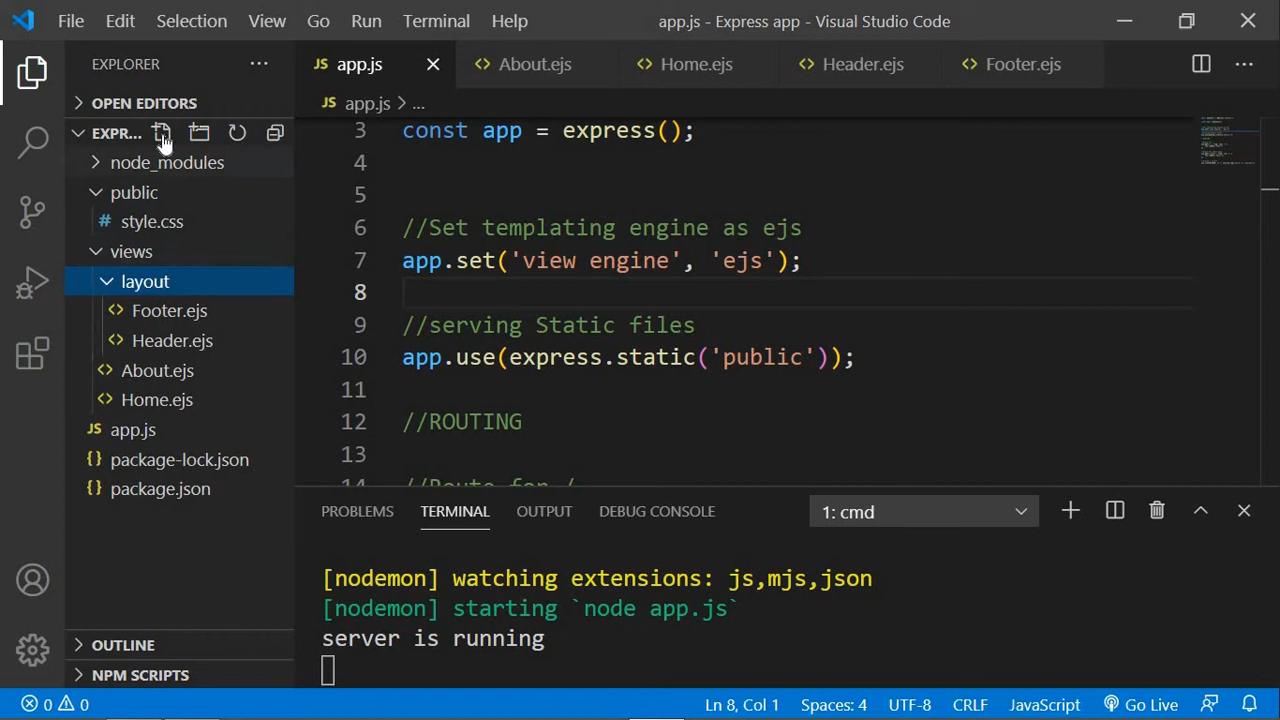 File Edit Selection View Go Run Terminal Help app.js - Express app - Visual Studio Code
EXPLORER
app.js About.ejs Home.ejs Header.ejs Footer.ejs
OPEN EDITORS
app.js > ...
EXPR...
node_modules
public
style.css
views
layout
Footer.ejs
Header.ejs
About.ejs
Home.ejs
app.js
package-lock.json
package.json
OUTLINE
NPM SCRIPTS
3 const app = express();
4
5
6 //Set templating engine as ejs
7 app.set('view engine', 'ejs');
8
9 //serving Static files
10 app.use(express.static('public'));
11
12 //ROUTING
13
14 //Route for /
PROBLEMS TERMINAL OUTPUT DEBUG CONSOLE 1: cmd
[nodemon] watching extensions: js,mjs,json
[nodemon] starting `node app.js`
server is running
0 0 Ln 8, Col 1 Spaces: 4 UTF-8 CRLF JavaScript Go Live